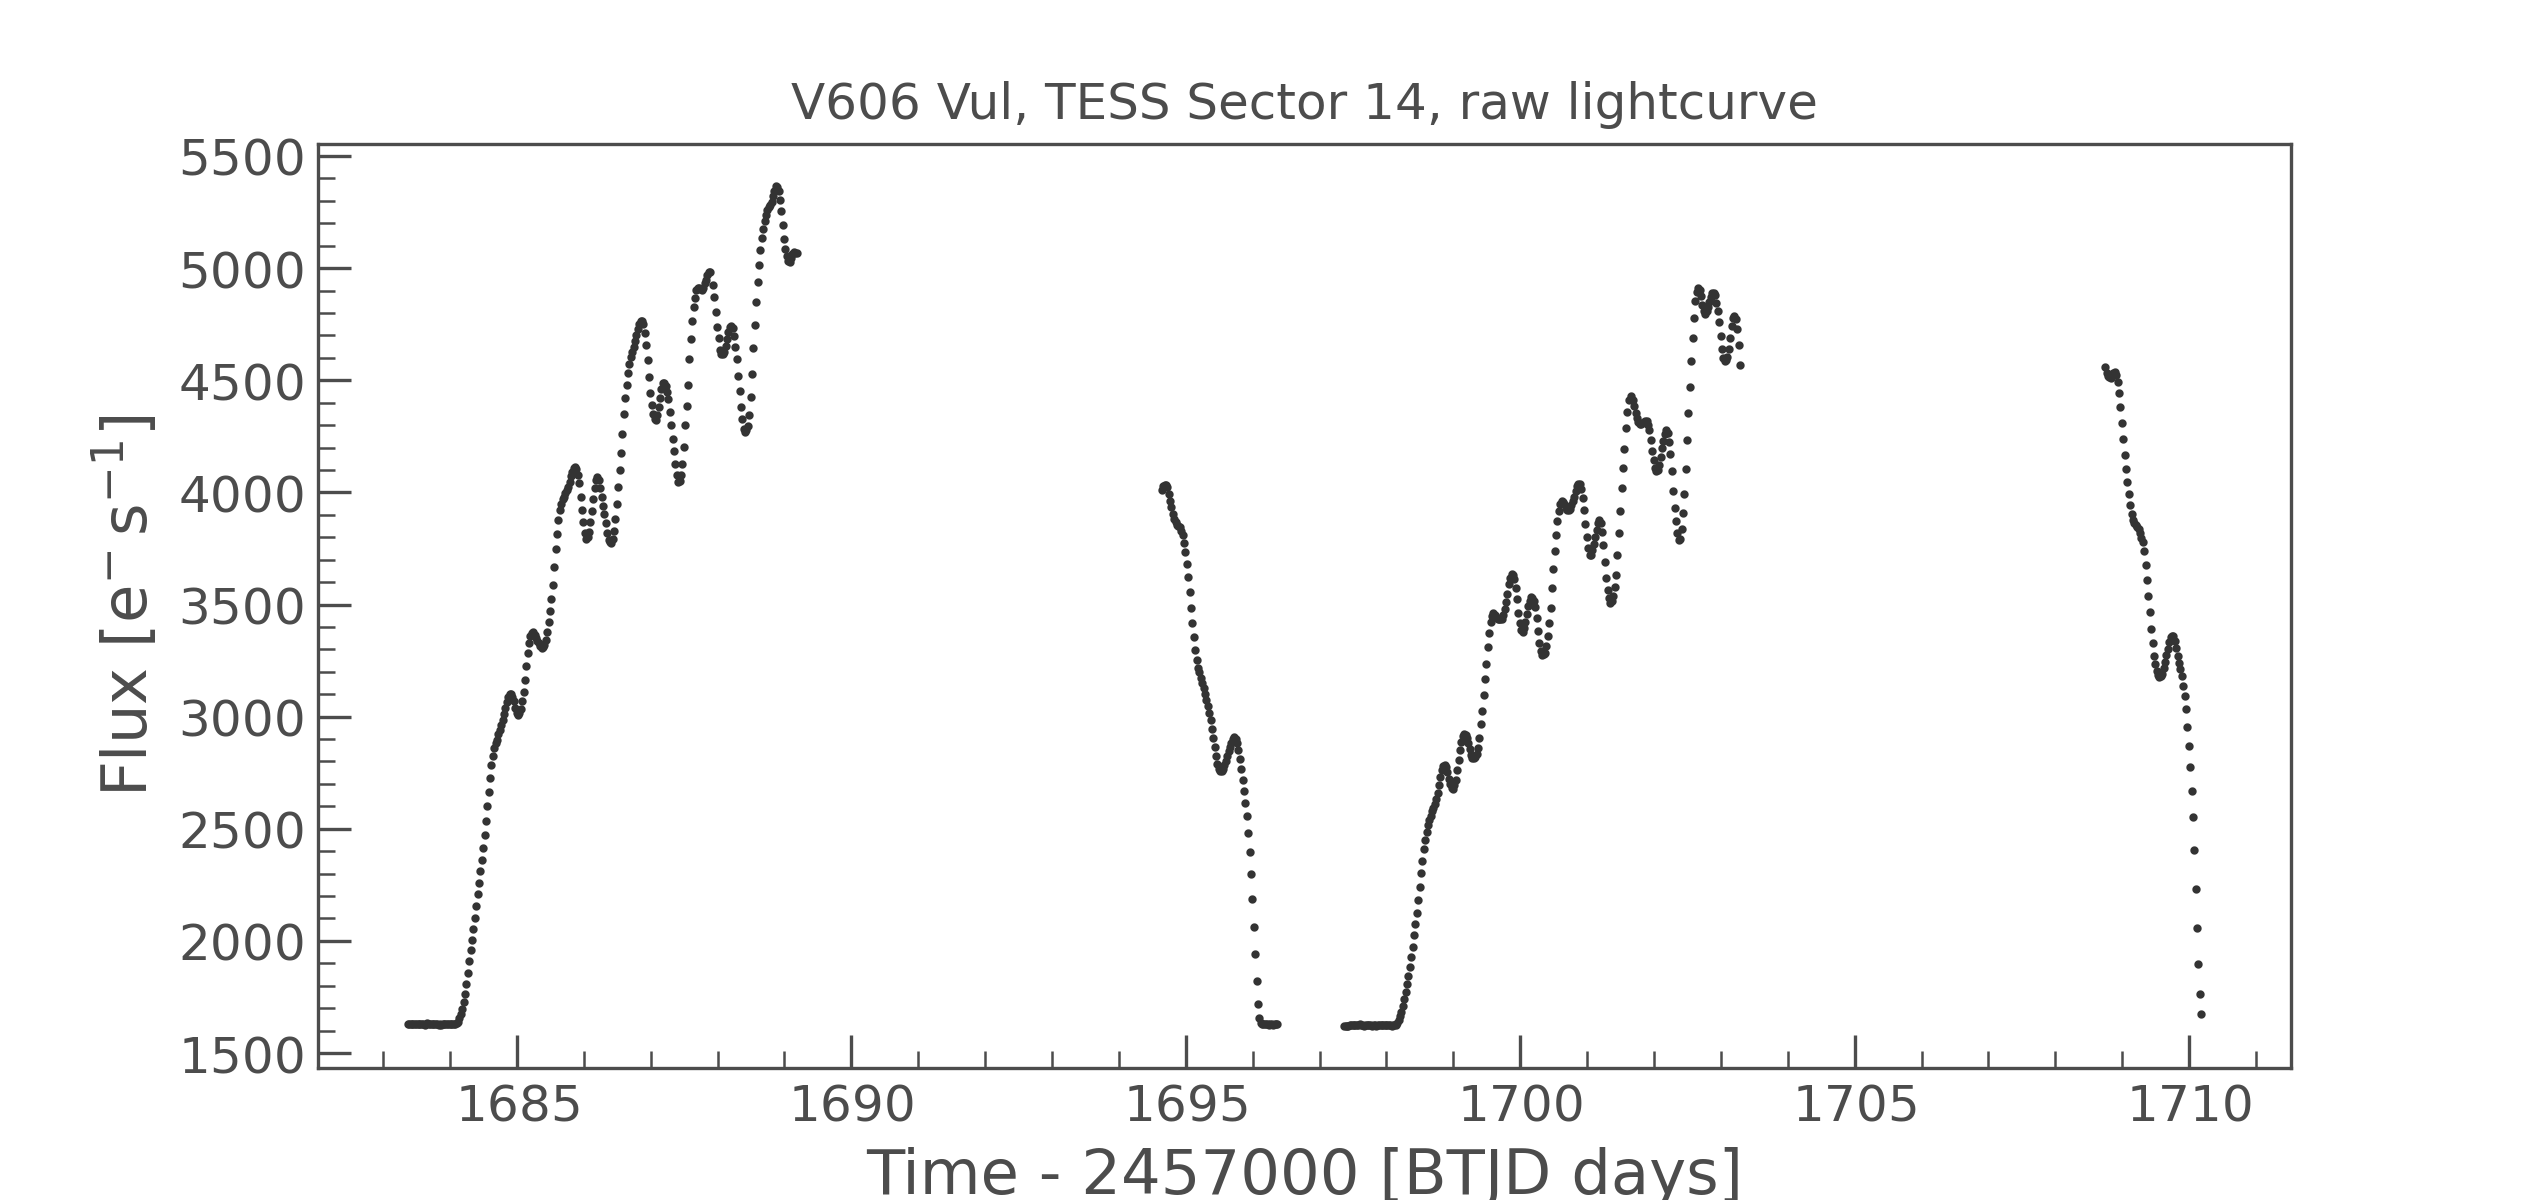 V606 Vul, TESS Sector 14, raw lightcurve
Flux [e⁻ s⁻¹]
5500
5000
4500
4000
3500
3000
2500
2000
1500
1685 1690 1695 1700 1705 1710
Time - 2457000 [BTJD days]